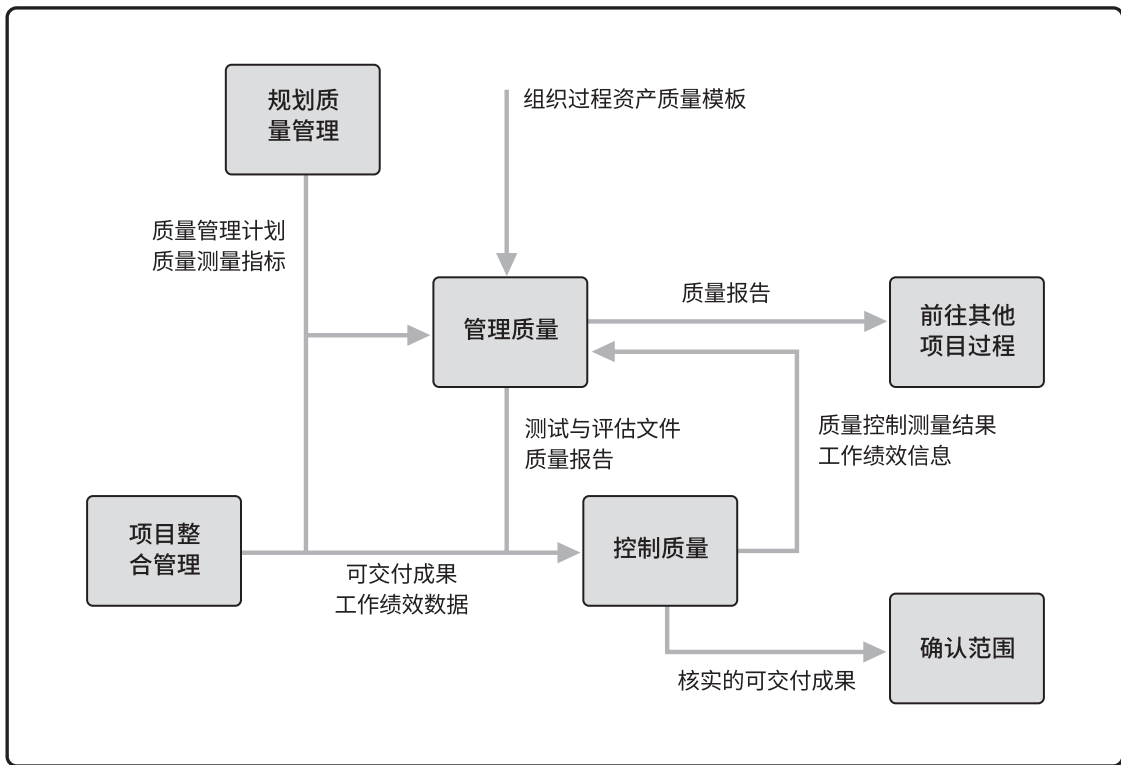 规划质
量管理
组织过程资产质量模板
质量管理计划
质量测量指标
管理质量
质量报告
前往其他
项目过程
测试与评估文件
质量报告
质量控制测量结果
工作绩效信息
项目整
合管理
可交付成果
工作绩效数据
控制质量
核实的可交付成果
确认范围